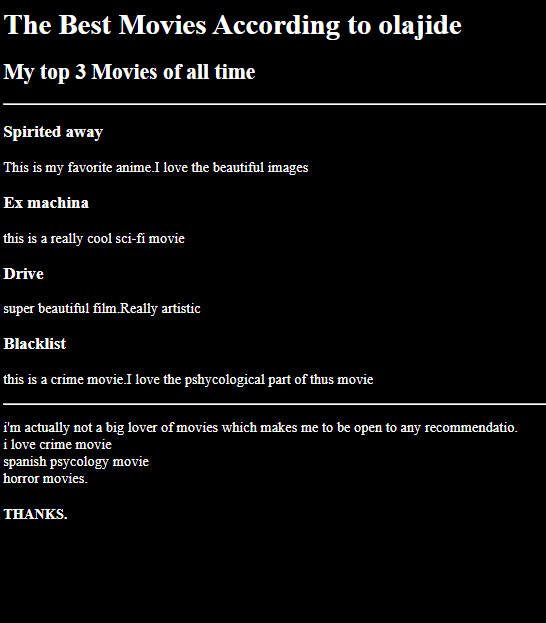 The Best Movies According to olajide
My top 3 Movies of all time
Spirited away
This is my favorite anime.I love the beautiful images
Ex machina
this is a really cool sci-fi movie
Drive
super beautiful film.Really artistic
Blacklist
this is a crime movie.I love the pshycological part of thus movie
i'm actually not a big lover of movies which makes me to be open to any recommendatio.
i love crime movie
spanish psycology movie
horror movies.
THANKS.